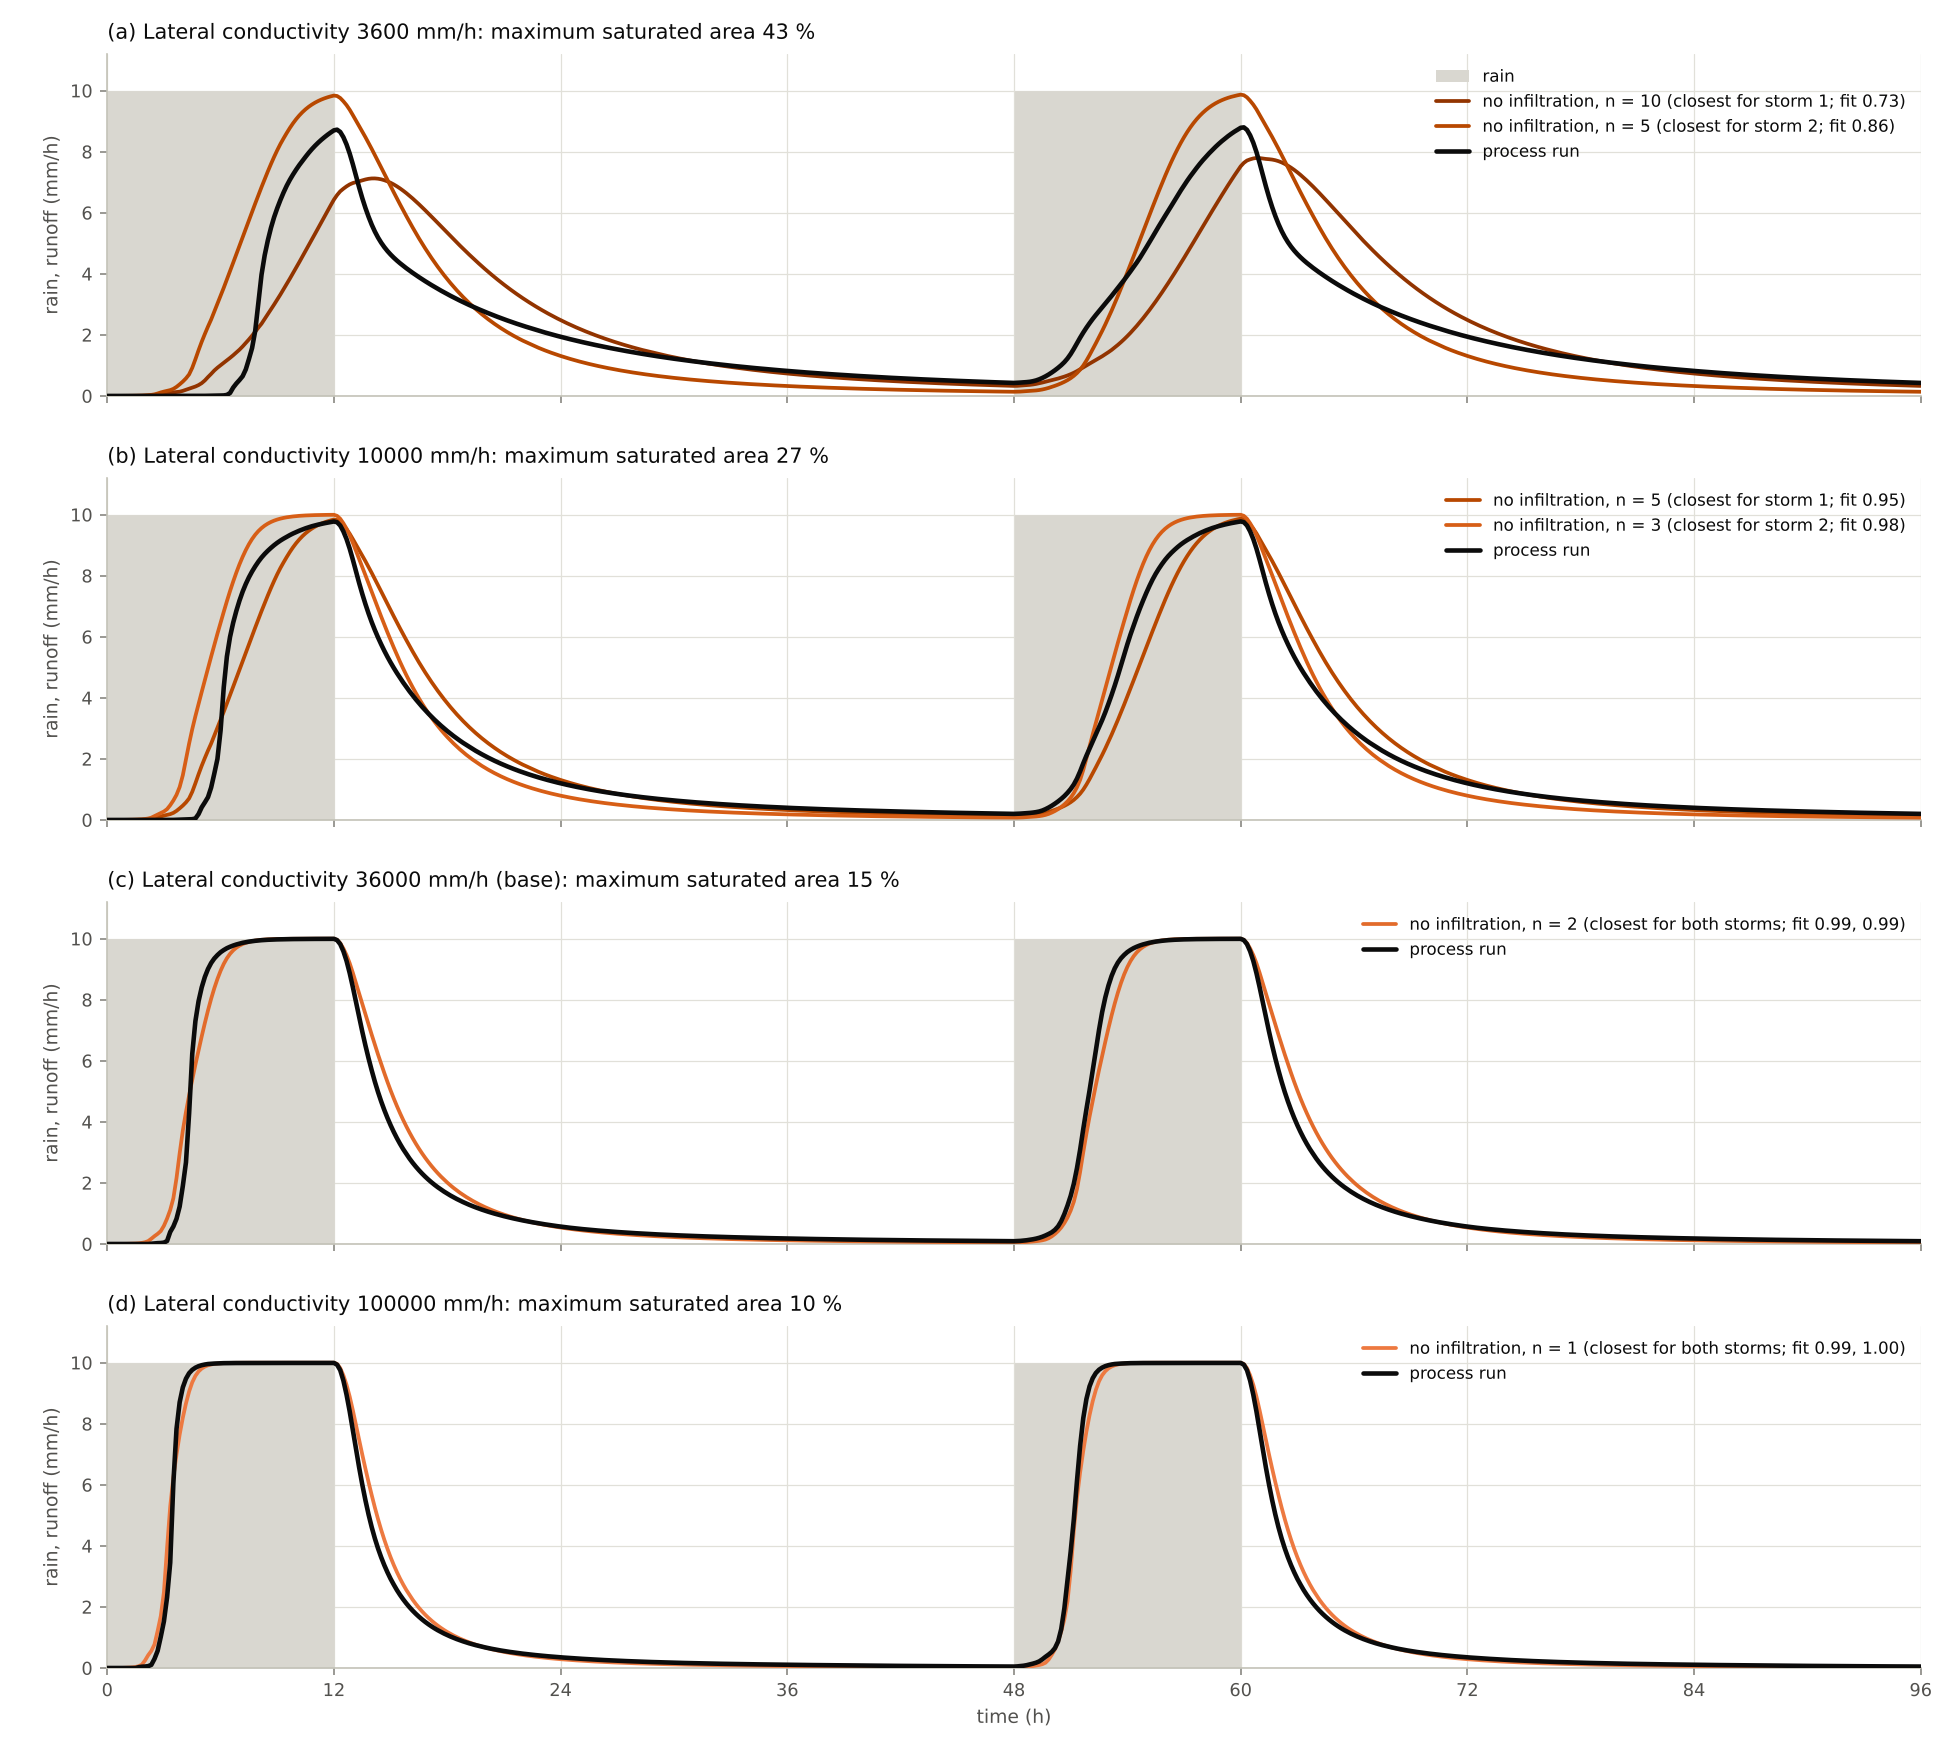 (a) Lateral conductivity 3600 mm/h: maximum saturated area 43 %
rain, runoff (mm/h)
10
8
6
4
2
0
rain
no infiltration, n = 10 (closest for storm 1; fit 0.73)
no infiltration, n = 5 (closest for storm 2; fit 0.86)
process run
(b) Lateral conductivity 10000 mm/h: maximum saturated area 27 %
rain, runoff (mm/h)
10
8
6
4
2
0
no infiltration, n = 5 (closest for storm 1; fit 0.95)
no infiltration, n = 3 (closest for storm 2; fit 0.98)
process run
(c) Lateral conductivity 36000 mm/h (base): maximum saturated area 15 %
rain, runoff (mm/h)
10
8
6
4
2
0
no infiltration, n = 2 (closest for both storms; fit 0.99, 0.99)
process run
(d) Lateral conductivity 100000 mm/h: maximum saturated area 10 %
rain, runoff (mm/h)
10
8
6
4
2
0
no infiltration, n = 1 (closest for both storms; fit 0.99, 1.00)
process run
0 12 24 36 48 60 72 84 96
time (h)